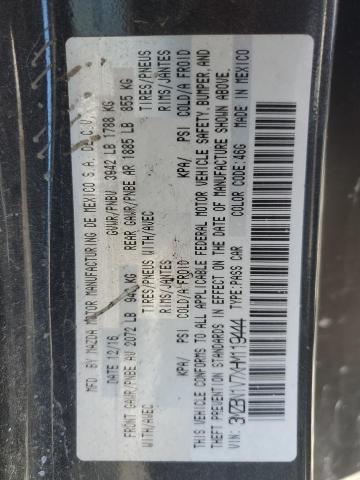 MFD BY MAZDA MOTOR MANUFACTURING DE MEXICO S.A. DE C.V.
DATE 12/16 GVWR/PNBV 3942 LB 1788 KG
FRONT GAWR/PNBE AV 2072 LB 940 KG REAR GAWR/PNBE AR 1885 LB 855 KG
WITH/AVEC TIRES/PNEUS WITH/AVEC TIRES/PNEUS
RIMS/JANTES RIMS/JANTES
KPA/ PSI COLD/A FROID KPA/ PSI COLD/A FROID
THIS VEHICLE CONFORMS TO ALL APPLICABLE FEDERAL MOTOR VEHICLE SAFETY, BUMPER, AND
THEFT PREVENTION STANDARDS IN EFFECT ON THE DATE OF MANUFACTURE SHOWN ABOVE.
VIN: TYPE:PASS CAR COLOR CODE:46G MADE IN MEXICO